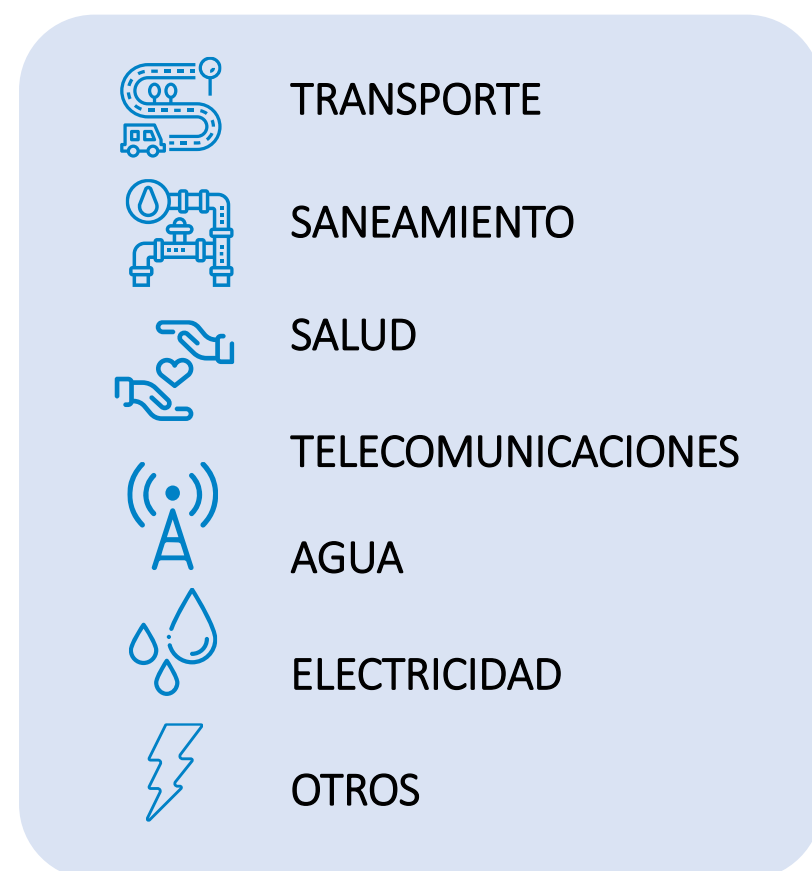 TRANSPORTE
SANEAMIENTO
SALUD
TELECOMUNICACIONES
AGUA
ELECTRICIDAD
OTROS